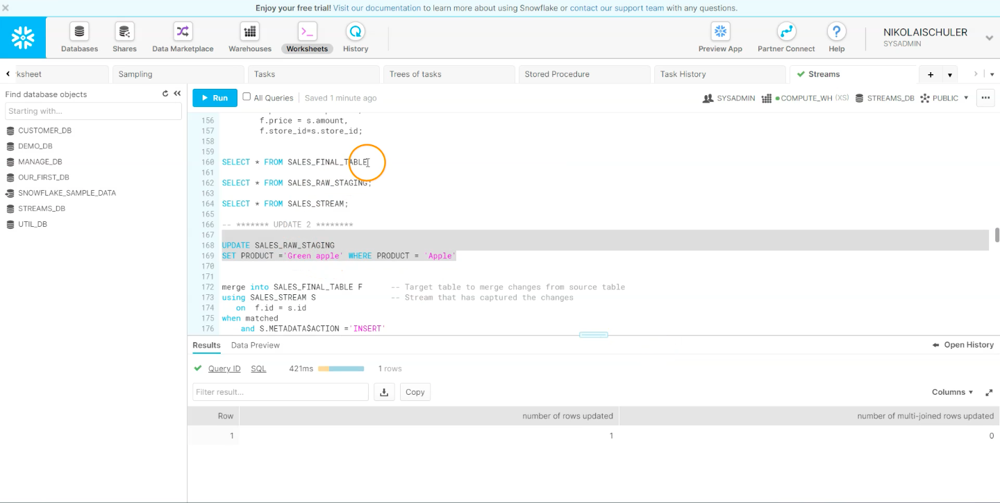 Enjoy your free trial! Visit our documentation to learn more about using Snowflake or contact our support team with any questions.
Databases
Shares
Data Marketplace
Warehouses
Worksheets
History
Preview App
Partner Connect
Help
NIKOLAISCHULER
SYSADMIN
ksheet
Sampling
Tasks
Trees of tasks
Stored Procedure
Task History
Streams
Find database objects
Starting with...
CUSTOMER_DB
DEMO_DB
MANAGE_DB
OUR_FIRST_DB
SNOWFLAKE_SAMPLE_DATA
STREAMS_DB
UTIL_DB
Run All Queries Saved 1 minute ago SYSADMIN COMPUTE_WH (XS) STREAMS_DB PUBLIC
156 f.price = s.amount,
157 f.store_id=s.store_id;
158
159
160 SELECT * FROM SALES_FINAL_TABLE
161
162 SELECT * FROM SALES_RAW_STAGING;
163
164 SELECT * FROM SALES_STREAM;
165
166 -- ******* UPDATE 2 ********
167
168 UPDATE SALES_RAW_STAGING
169 SET PRODUCT ='Green apple' WHERE PRODUCT = 'Apple'
170
171
172 merge into SALES_FINAL_TABLE F -- Target table to merge changes from source table
173 using SALES_STREAM S -- Stream that has captured the changes
174 on f.id = s.id
175 when matched
176 and S.METADATA$ACTION ='INSERT'
Results Data Preview Open History
Query ID SQL 421ms 1 rows
Filter result... Copy Columns
Row number of rows updated number of multi-joined rows updated
1 1 0